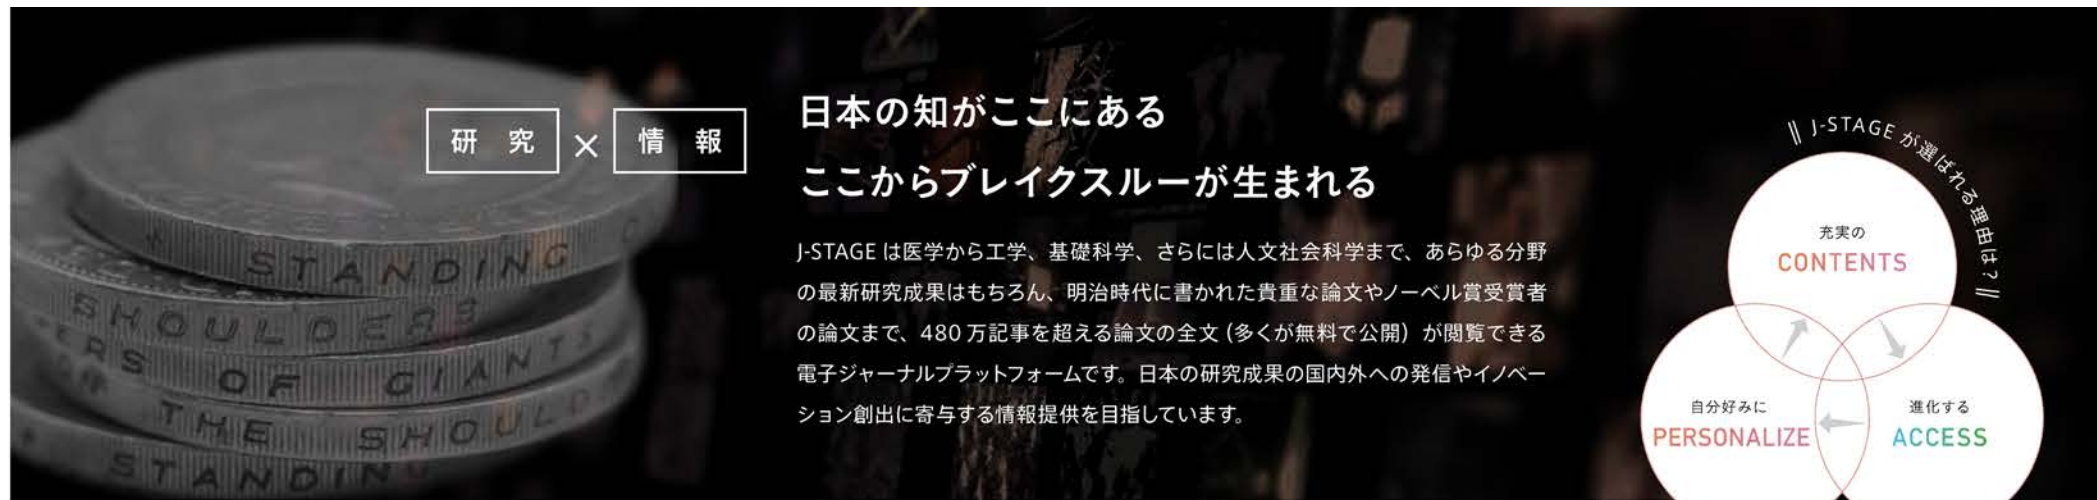 研究 × 情報
日本の知がここにある
ここからブレイクスルーが生まれる
J-STAGE は医学から工学、基礎科学、さらには人文社会科学まで、あらゆる分野
の最新研究成果はもちろん、明治時代に書かれた貴重な論文やノーベル賞受賞者
の論文まで、480 万記事を超える論文の全文 (多くが無料で公開) が閲覧できる
電子ジャーナルプラットフォームです。日本の研究成果の国内外への発信やイノベー
ション創出に寄与する情報提供を目指しています。
J-STAGE が選ばれる理由は?
充実の
CONTENTS
自分好みに
PERSONALIZE
進化する
ACCESS
STANDING O
SHOULDERS
ERS OF GIANTS
THE SHOULD
STANDING